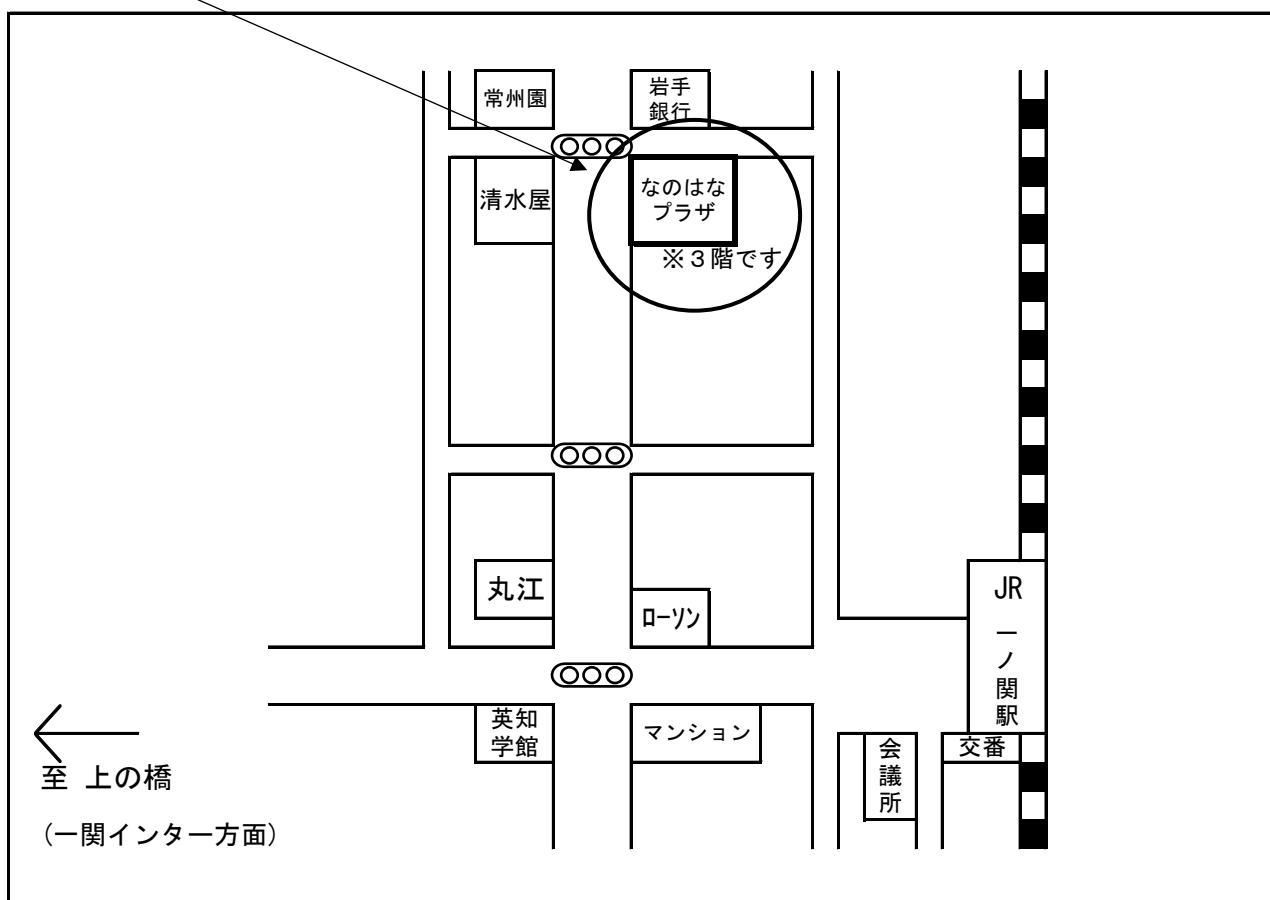 常州園
岩手
銀行
清水屋
なのはな
プラザ
※３階です
丸江
ﾛｰｿﾝ
JR
一
ノ
関
駅
英知
学館
マンション
会
議
所
交番
至 上の橋
(一関インター方面)